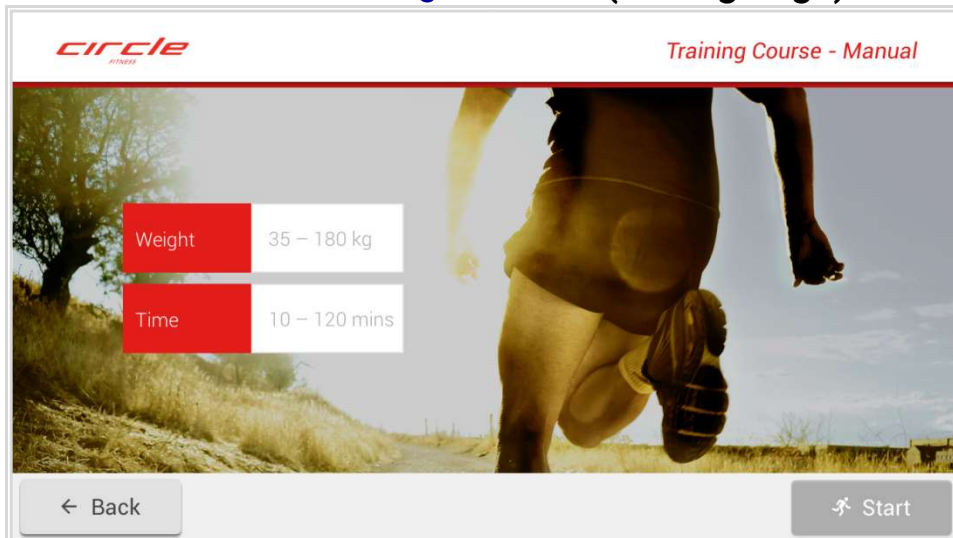 circle
FITNESS
Training Course - Manual
Weight
35 – 180 kg
Time
10 – 120 mins
← Back
Start